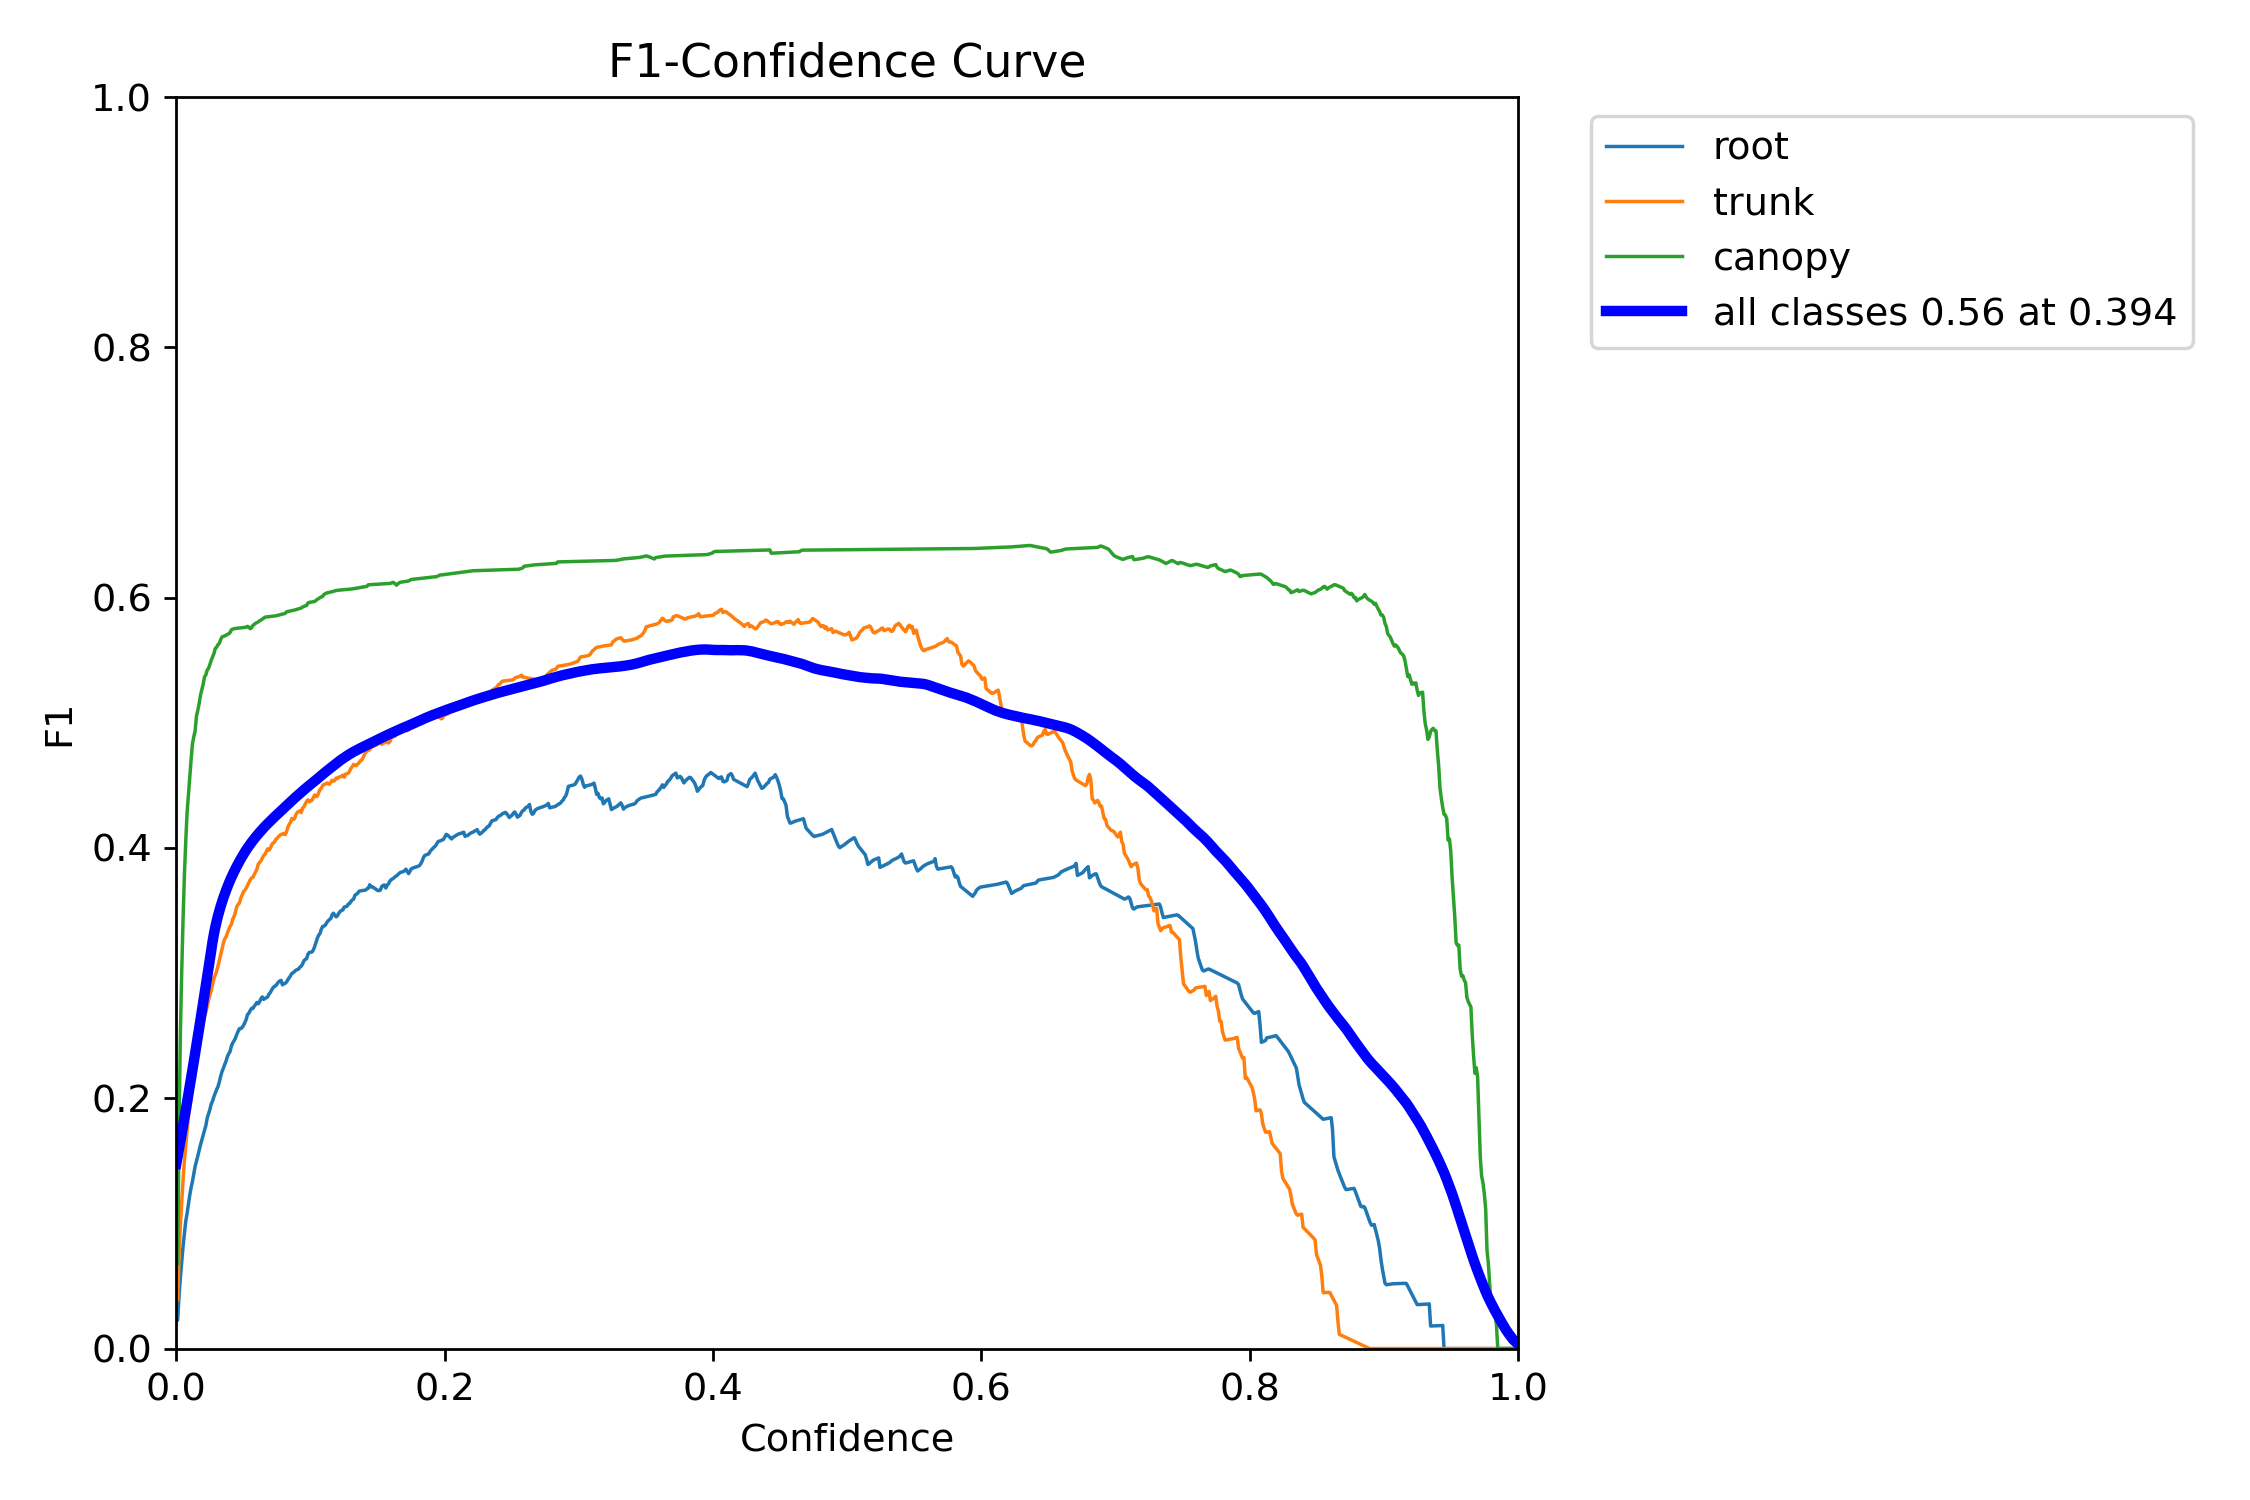 F1-Confidence Curve
1.0
0.8
0.6
0.4
0.2
0.0
F1
0.0 0.2 0.4 0.6 0.8 1.0
Confidence
root
trunk
canopy
all classes 0.56 at 0.394